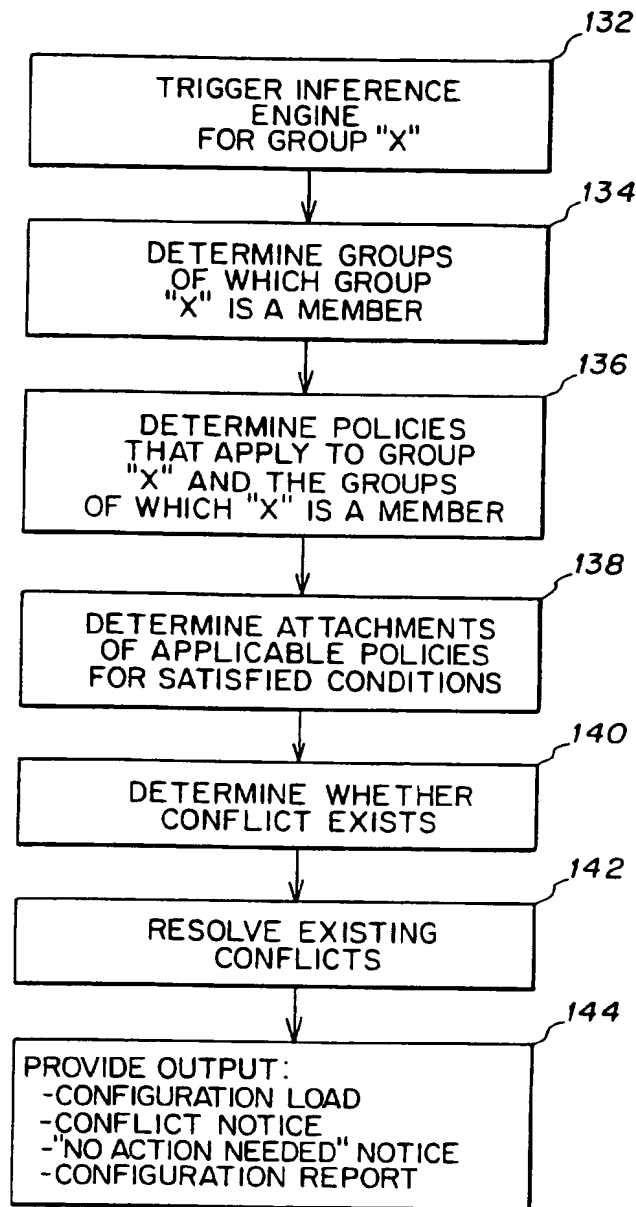 132
TRIGGER INFERENCE
ENGINE
FOR GROUP "X"
134
DETERMINE GROUPS
OF WHICH GROUP
"X" IS A MEMBER
136
DETERMINE POLICIES
THAT APPLY TO GROUP
"X" AND THE GROUPS
OF WHICH "X" IS A MEMBER
138
DETERMINE ATTACHMENTS
OF APPLICABLE POLICIES
FOR SATISFIED CONDITIONS
140
DETERMINE WHETHER
CONFLICT EXISTS
142
RESOLVE EXISTING
CONFLICTS
144
PROVIDE OUTPUT:
-CONFIGURATION LOAD
-CONFLICT NOTICE
-"NO ACTION NEEDED" NOTICE
-CONFIGURATION REPORT